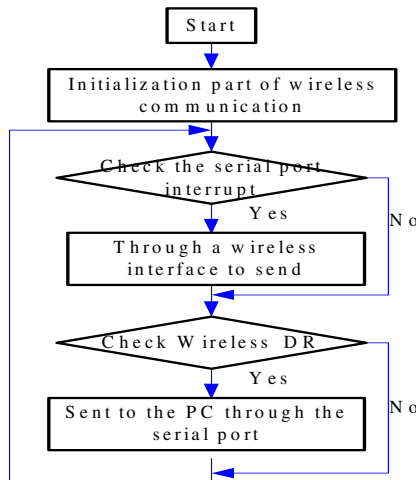 Start
Initialization part of wireless
communication
Check the serial port
interrupt
Yes
No
Through a wireless
interface to send
Check Wireless DR
Yes
No
Sent to the PC through the
serial port